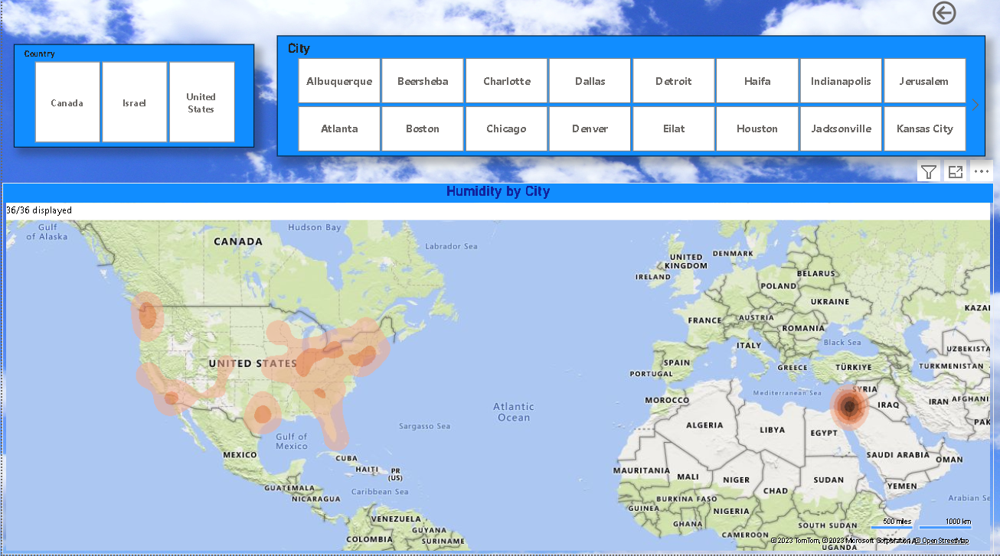 Country
Canada
Israel
United
States
City
Albuquerque
Beersheba
Charlotte
Dallas
Detroit
Haifa
Indianapolis
Jerusalem
Atlanta
Boston
Chicago
Denver
Eilat
Houston
Jacksonville
Kansas City
Humidity by City
36/36 displayed
Gulf
of Alaska
Hudson Bay
CANADA
Labrador Sea
UNITED
KINGDOM
DENMARK
IRELAND
BELARUS
POLAND
UKRAINE
KAZA
FRANCE
AUSTRIA
ROMANIA
Black Sea
ITALY
UZBEKISTA
UNITED STATES
SPAIN
GREECE
TÜRKIYE
TURKMENISTAN
PORTUGAL
Mediterranean Sea
SYRIA
MOROCCO
IRAQ
IRAN
AFGHANI
Atlantic
Ocean
PAK
Sargasso Sea
ALGERIA
LIBYA
EGYPT
Gulf of
Mexico
MEXICO
CUBA
SAUDI ARABIA
OMAN
HAITI
PR
(US)
MAURITANIA
MALI
NIGER
SUDAN
CHAD
YEMEN
GUATEMALA
Caribbean Sea
NICARAGUA
BURKINA FASO
Arabian Se
GUINEA
NIGERIA
VENEZUELA
GHANA
SOUTH SUDAN
500 miles
1000 km
GUYANA
CAMEROON
COLOMBIA
SURINAME
© 2023 TomTom, © 2023 Microsoft Corporation, © OpenStreetMap
UGANDA